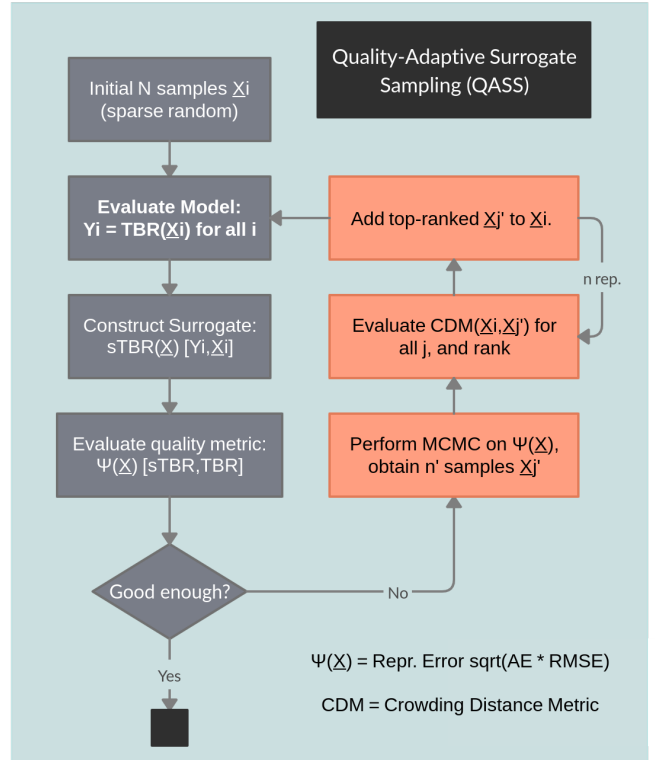 Quality-Adaptive Surrogate
Sampling (QASS)
Initial N samples Xi
(sparse random)
Evaluate Model:
Yi = TBR(Xi) for all i
Construct Surrogate:
sTBR(X) [Yi,Xi]
Evaluate quality metric:
Ψ(X) [sTBR,TBR]
Good enough?
Yes
No
Perform MCMC on Ψ(X),
obtain n' samples Xj'
Evaluate CDM(Xi,Xj') for
all j, and rank
Add top-ranked Xj' to Xi.
n rep.
Ψ(X) = Repr. Error sqrt(AE * RMSE)
CDM = Crowding Distance Metric